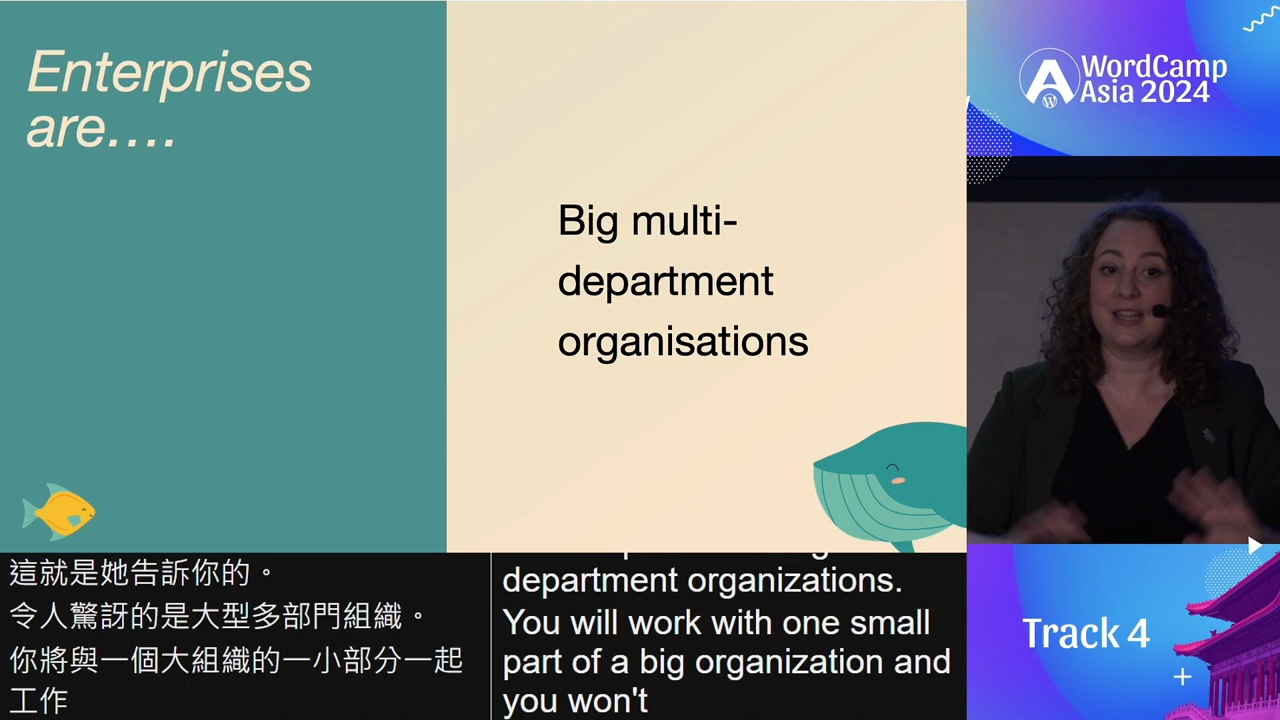 Enterprises
are....
Big multi-
department
organisations
WordCamp
Asia 2024
這就是她告訴你的。
令人驚訝的是大型多部門組織。
你將與一個大組織的一小部分一起
工作
department organizations.
You will work with one small
part of a big organization and
you won't
Track 4